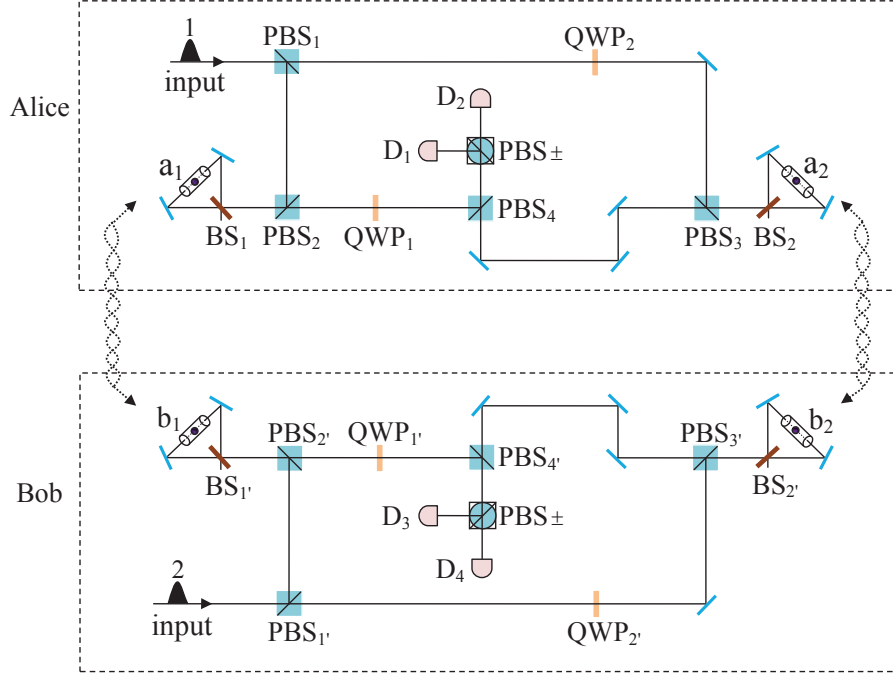 1
PBS₁
QWP₂
input
D₂
Alice
D₁
PBS±
a₁
a₂
BS₁
PBS₂
QWP₁
PBS₄
PBS₃
BS₂
b₁
PBS₂'
QWP₁'
PBS₄'
PBS₃'
b₂
BS₁'
BS₂'
Bob
D₃
PBS±
D₄
2
input
PBS₁'
QWP₂'